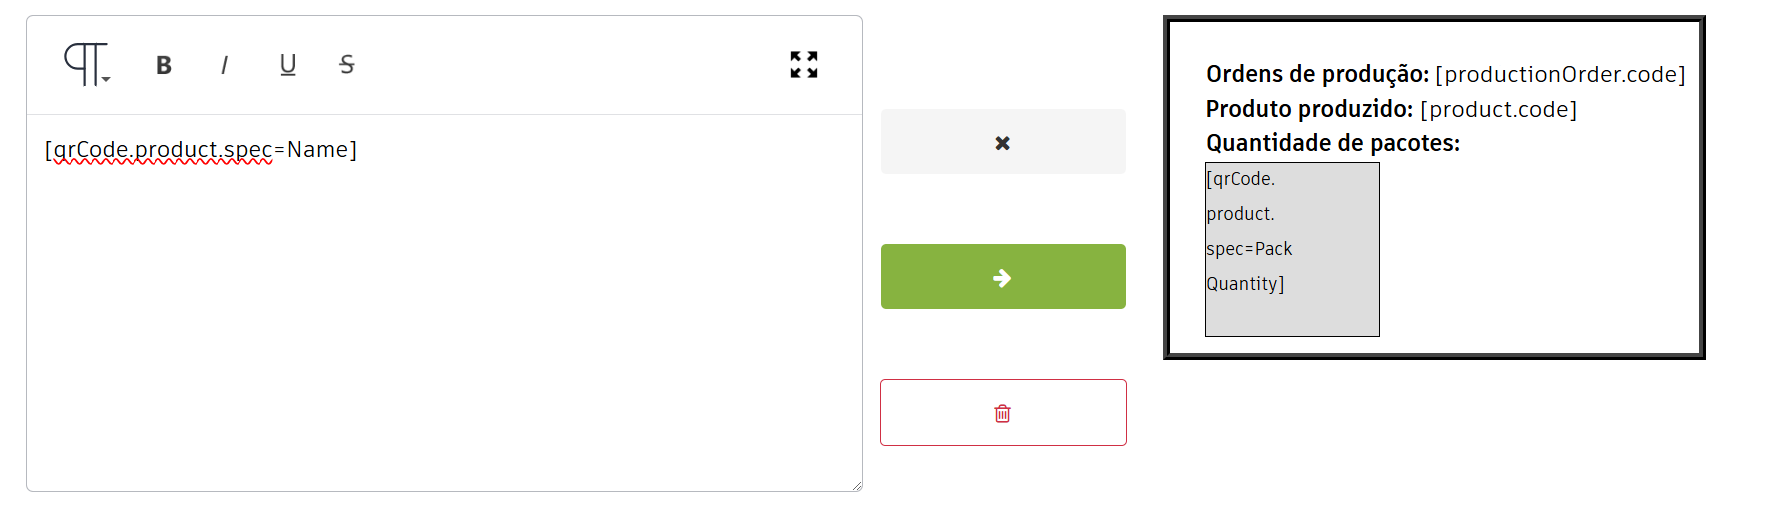 B I U S
[qrCode.product.spec=Name]
Ordens de produção: [productionOrder.code]
Produto produzido: [product.code]
Quantidade de pacotes:
[qrCode.
product.
spec=Pack
Quantity]